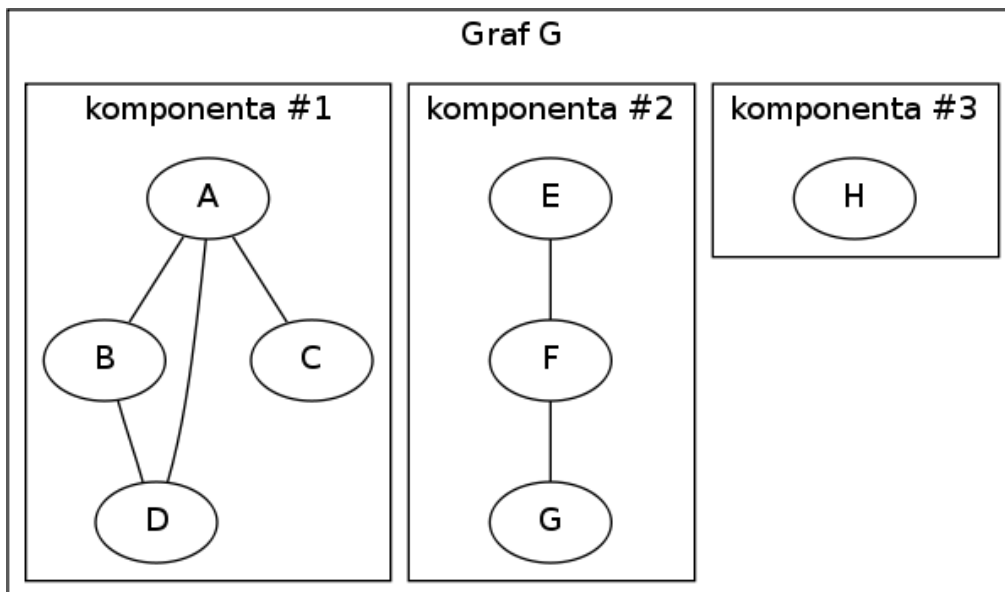 Graf G
komponenta #1
komponenta #2
komponenta #3
A
E
H
B
C
F
D
G